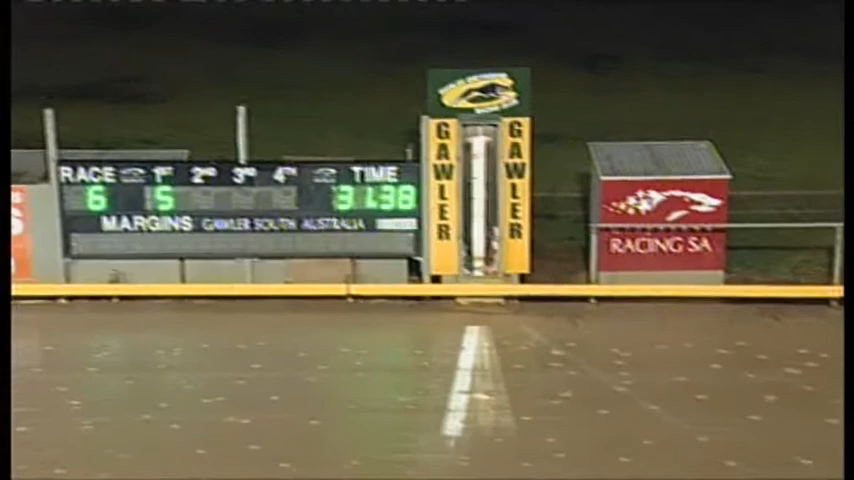 RACE 1ST 2ND 3RD 4TH TIME
6 5 31.38
MARGINS GAWLER SOUTH AUSTRALIA
GAWLER
GAWLER
RACING SA